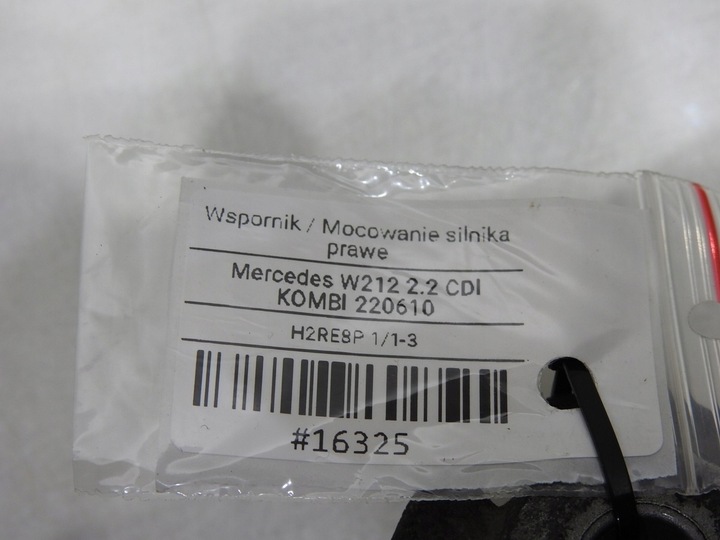 Wspornik / Mocowanie silnika
prawe
Mercedes W212 2.2 CDI
KOMBI 220610
H2RE8P 1/1-3
#16325